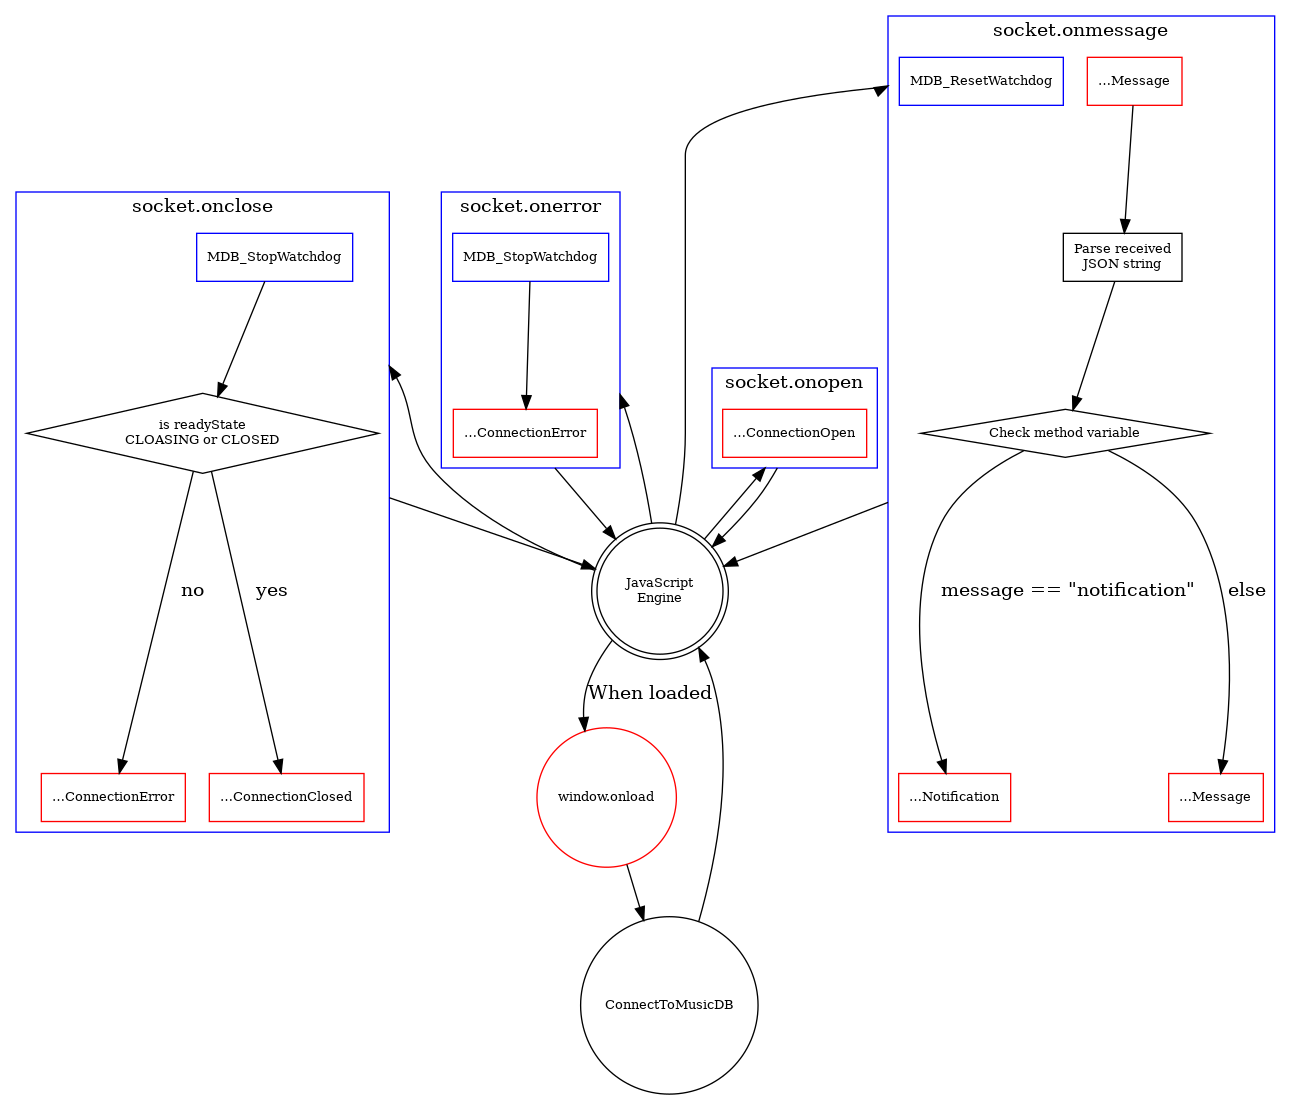 socket.onmessage
MDB_ResetWatchdog
...Message
socket.onclose
socket.onerror
MDB_StopWatchdog
MDB_StopWatchdog
Parse received
JSON string
socket.onopen
is readyState
CLOASING or CLOSED
...ConnectionError
...ConnectionOpen
Check method variable
no
yes
JavaScript
Engine
message == "notification"
else
When loaded
...ConnectionError
...ConnectionClosed
window.onload
...Notification
...Message
ConnectToMusicDB